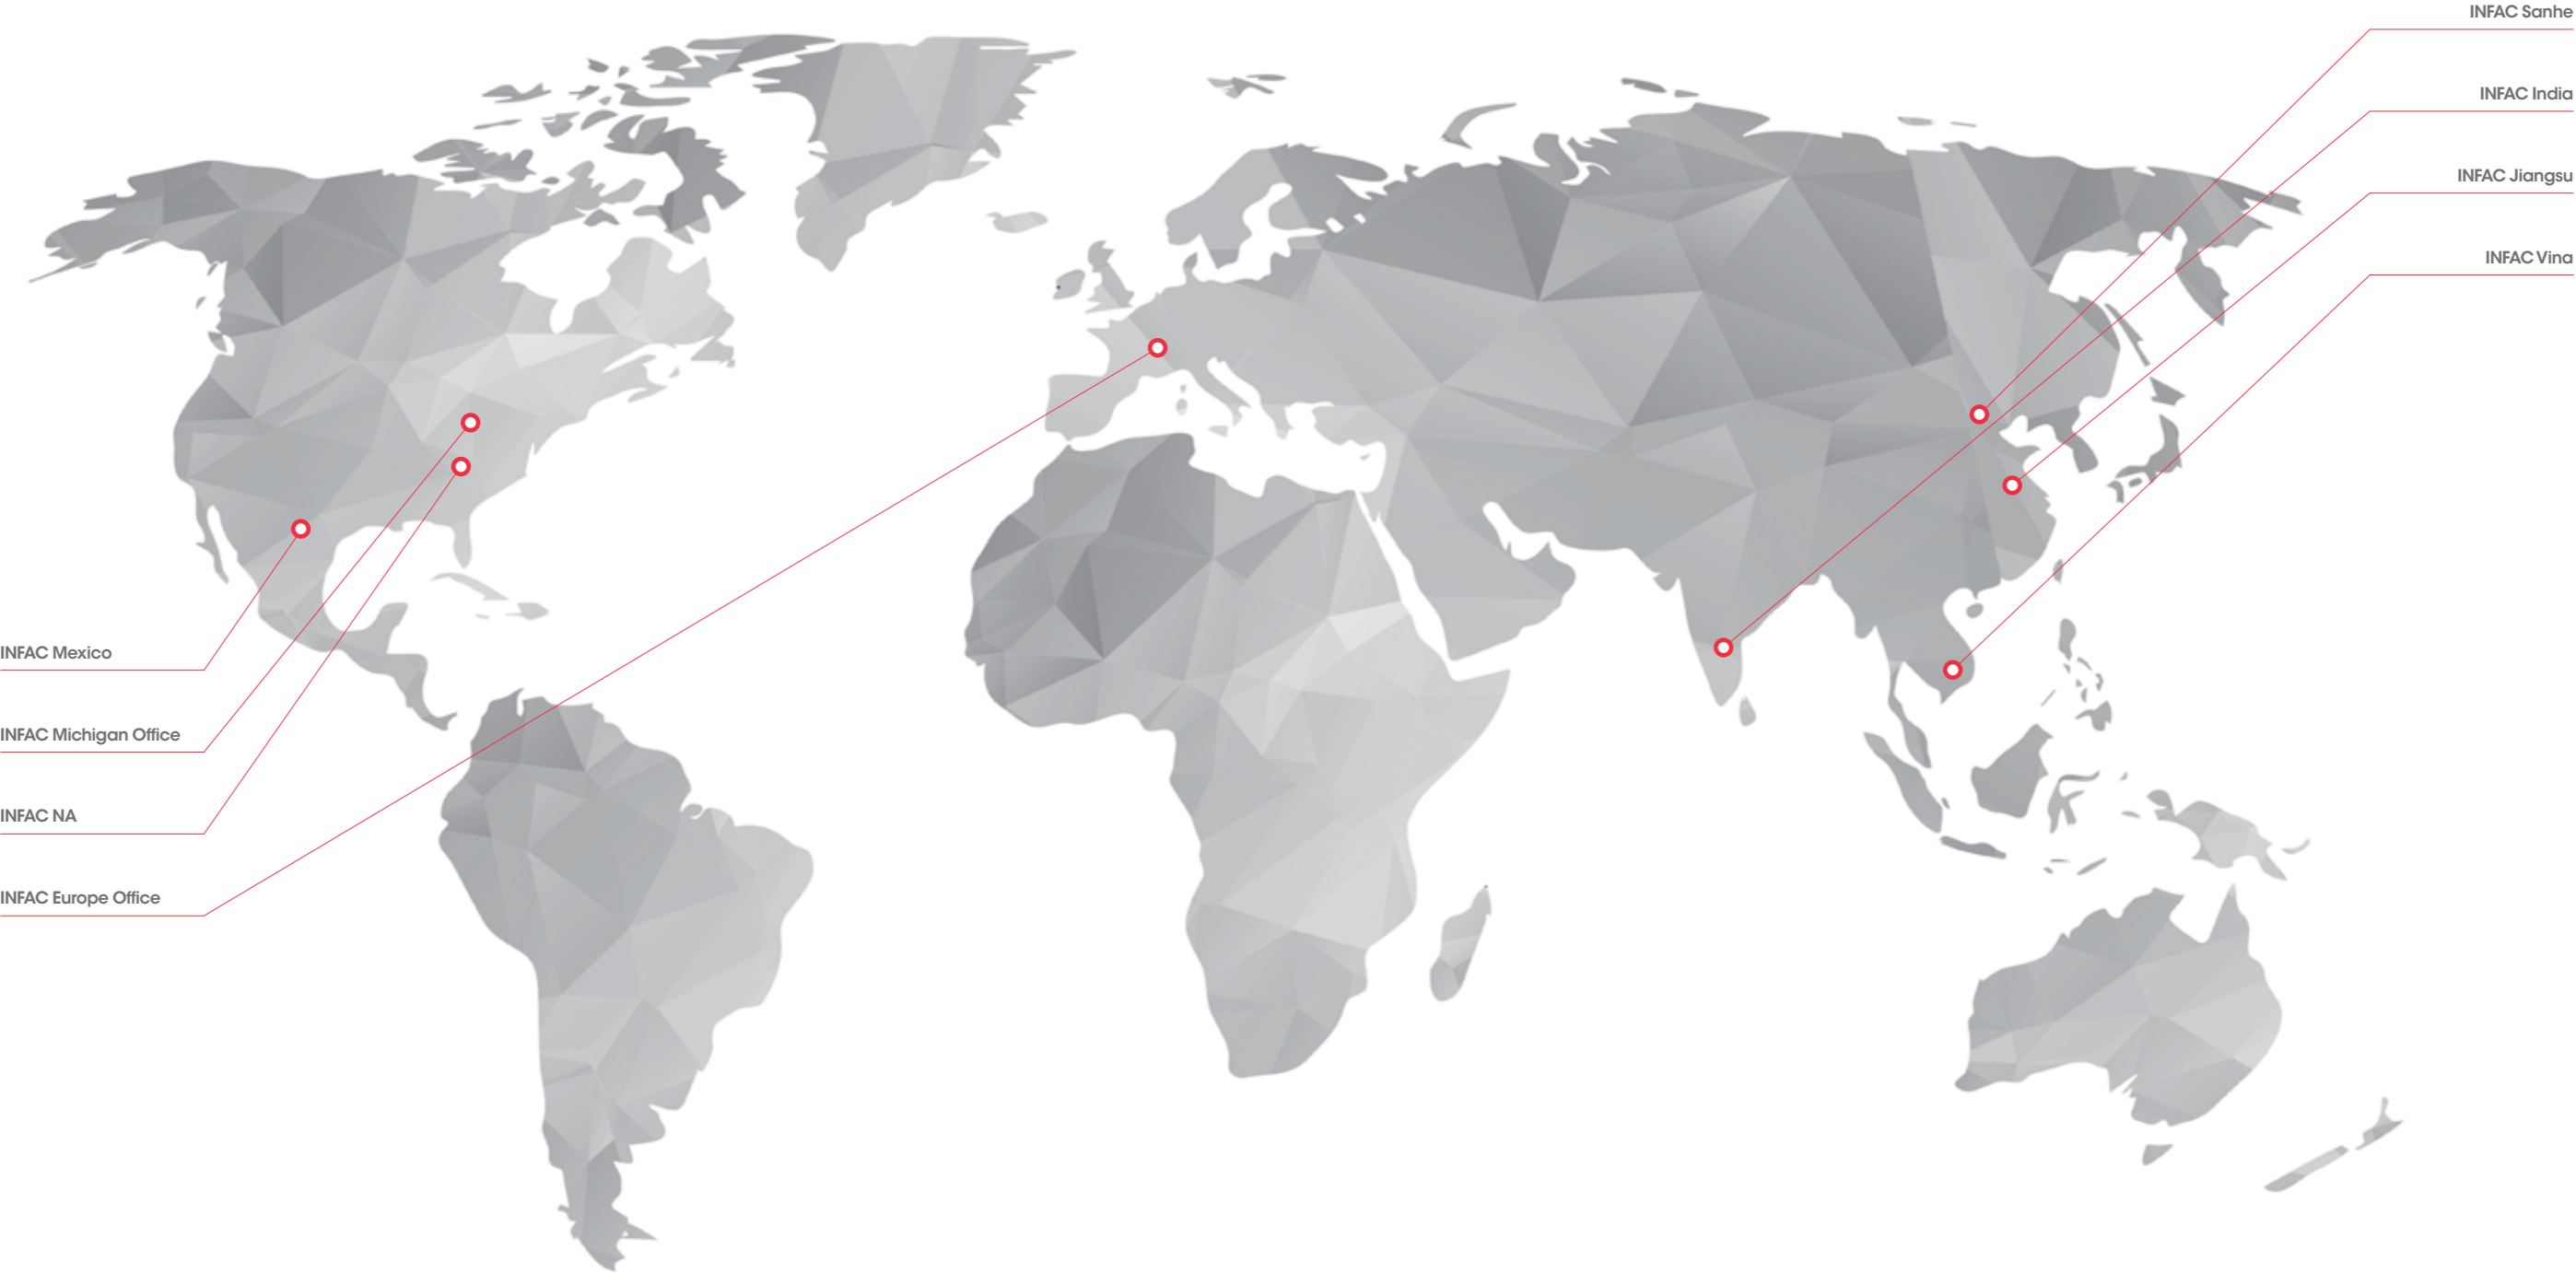 INFAC Sanhe
INFAC India
INFAC Jiangsu
INFAC Vina
INFAC Mexico
INFAC Michigan Office
INFAC NA
INFAC Europe Office